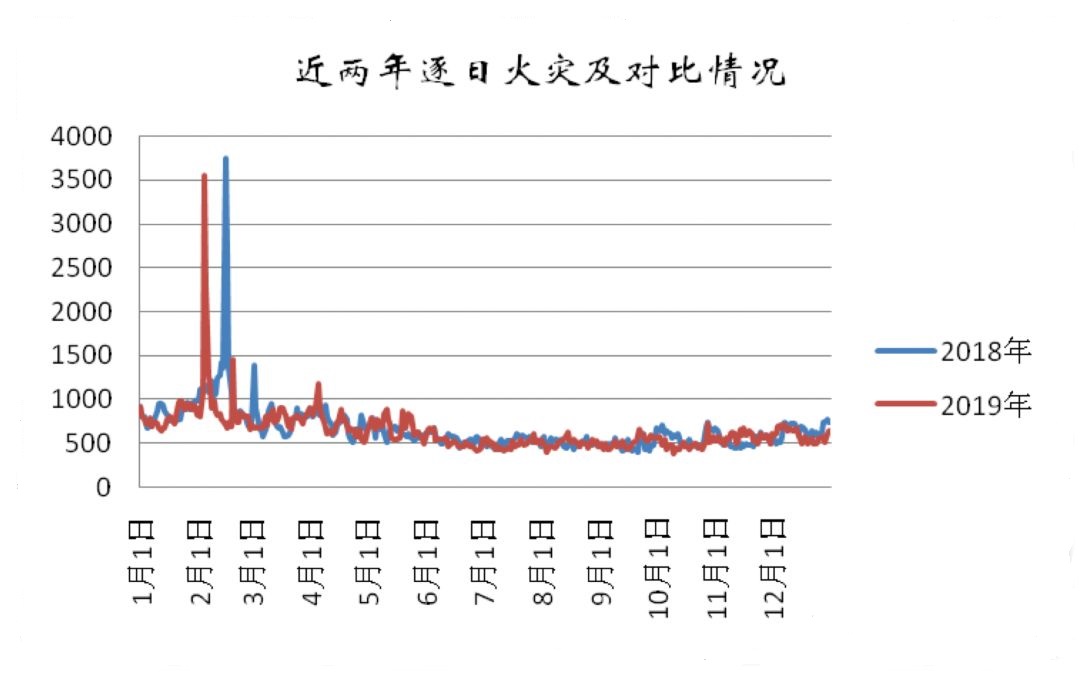 近两年逐日火灾及对比情况
4000
3500
3000
2500
2000
1500
1000
500
0
2018年
2019年
1月1日
2月1日
3月1日
4月1日
5月1日
6月1日
7月1日
8月1日
9月1日
10月1日
11月1日
12月1日